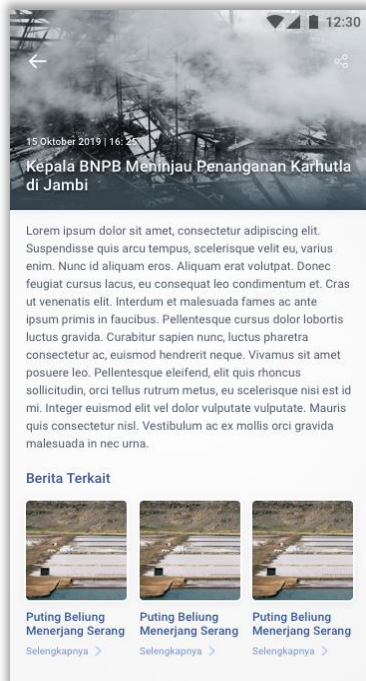 12:30
15 Oktober 2019 | 16: 25
Kepala BNPB Meninjau Penanganan Karhutla
di Jambi
Lorem ipsum dolor sit amet, consectetur adipiscing elit.
Suspendisse quis arcu tempus, scelerisque velit eu, varius
enim. Nunc id aliquam eros. Aliquam erat volutpat. Donec
feugiat cursus lacus, eu consequat leo condimentum et. Cras
ut venenatis elit. Interdum et malesuada fames ac ante
ipsum primis in faucibus. Pellentesque cursus dolor lobortis
luctus gravida. Curabitur sapien nunc, luctus pharetra
consectetur ac, euismod hendrerit neque. Vivamus sit amet
posuere leo. Pellentesque eleifend, elit quis rhoncus
sollicitudin, orci tellus rutrum metus, eu scelerisque nisi est id
mi. Integer euismod elit vel dolor vulputate vulputate. Mauris
quis consectetur nisl. Vestibulum ac ex mollis orci gravida
malesuada in nec urna.
Berita Terkait
Puting Beliung Puting Beliung Puting Beliung
Menerjang Serang Menerjang Serang Menerjang Serang
Selengkapnya Selengkapnya Selengkapnya